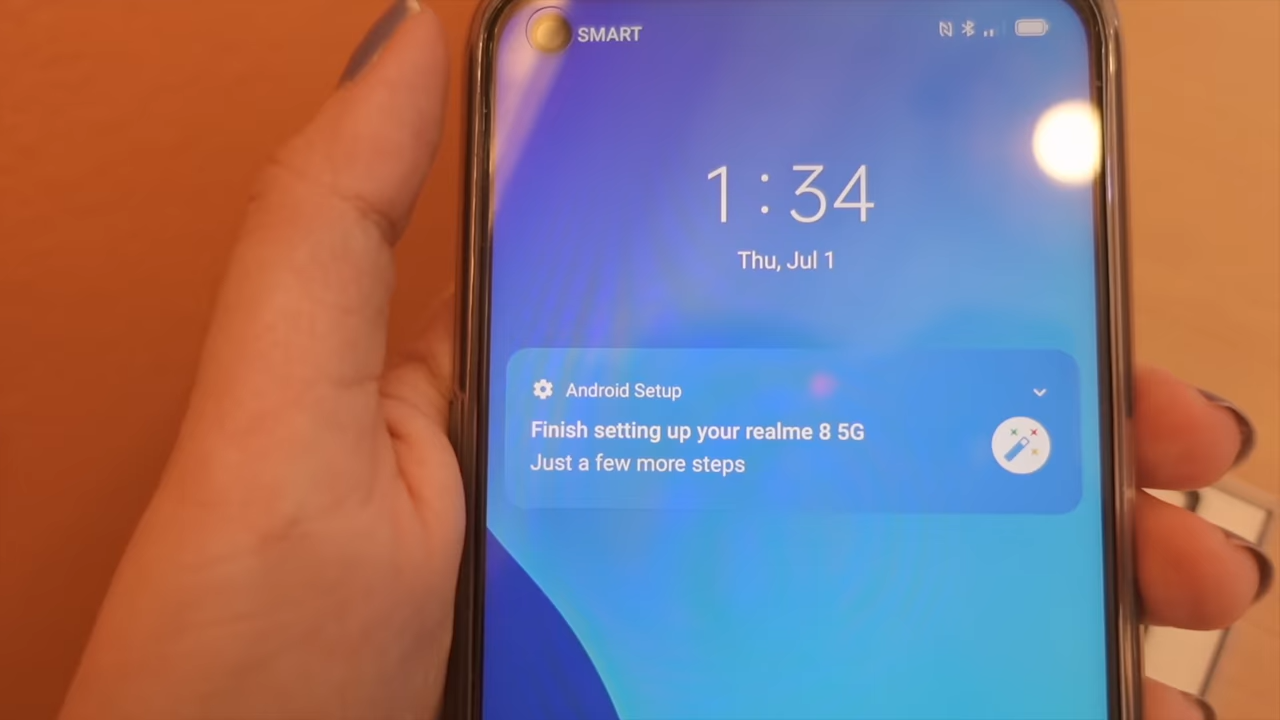 SMART
1:34
Thu, Jul 1
Android Setup
Finish setting up your realme 8 5G
Just a few more steps